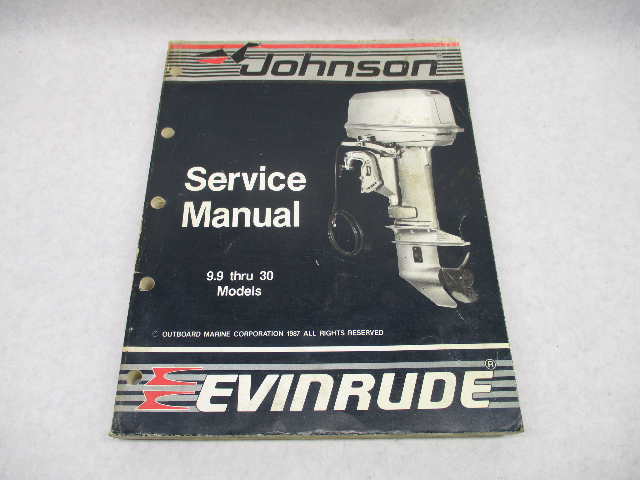 Johnson
Service
Manual
9.9 thru 30
Models
© OUTBOARD MARINE CORPORATION 1987 ALL RIGHTS RESERVED
EVINRUDE®